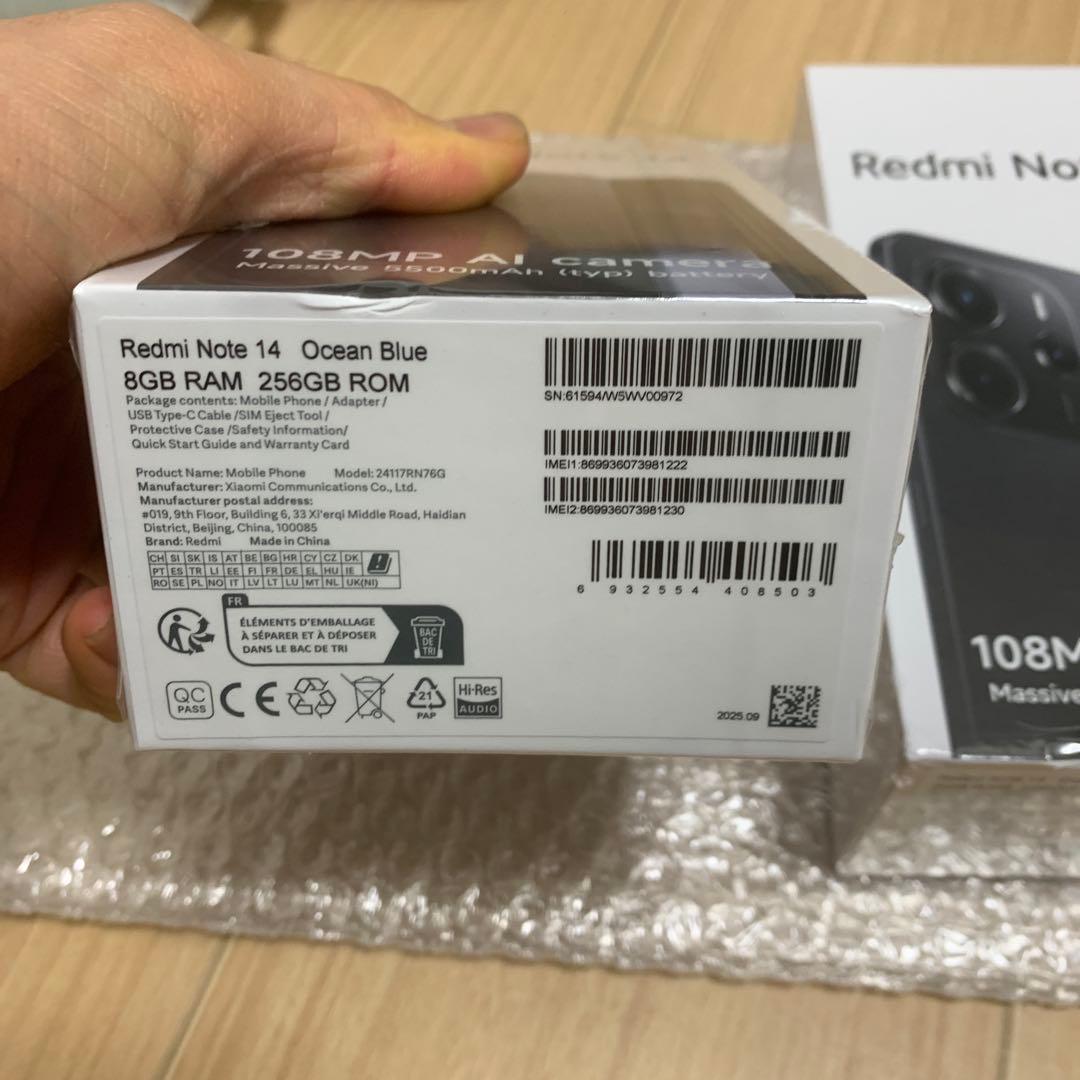 108MP AI camera
Massive 5500mAh (typ) battery
Redmi Note 14 Ocean Blue
8GB RAM 256GB ROM
Package contents: Mobile Phone / Adapter /
USB Type-C Cable /SIM Eject Tool /
Protective Case /Safety Information/
Quick Start Guide and Warranty Card
Product Name: Mobile Phone Model: 24117RN76G
Manufacturer: Xiaomi Communications Co., Ltd.
Manufacturer postal address:
#019, 9th Floor, Building 6, 33 Xi'erqi Middle Road, Haidian
District, Beijing, China, 100085
Brand: Redmi Made in China
CH SI SK IS AT BE BG HR CY CZ DK
PT ES TR LI EE FI FR DE EL HU IE
RO SE PL NO IT LV LT LU MT NL UK(NI)
FR
ÉLÉMENTS D'EMBALLAGE
À SÉPARER ET À DÉPOSER
DANS LE BAC DE TRI
BAC
DE
TRI
QC
PASS
CE
21
PAP
Hi-Res
AUDIO
SN:61594/W5WV00972
IMEI1:869936073981222
IMEI2:869936073981230
6 932554 408503
2025.09
Redmi No
108M
Massive